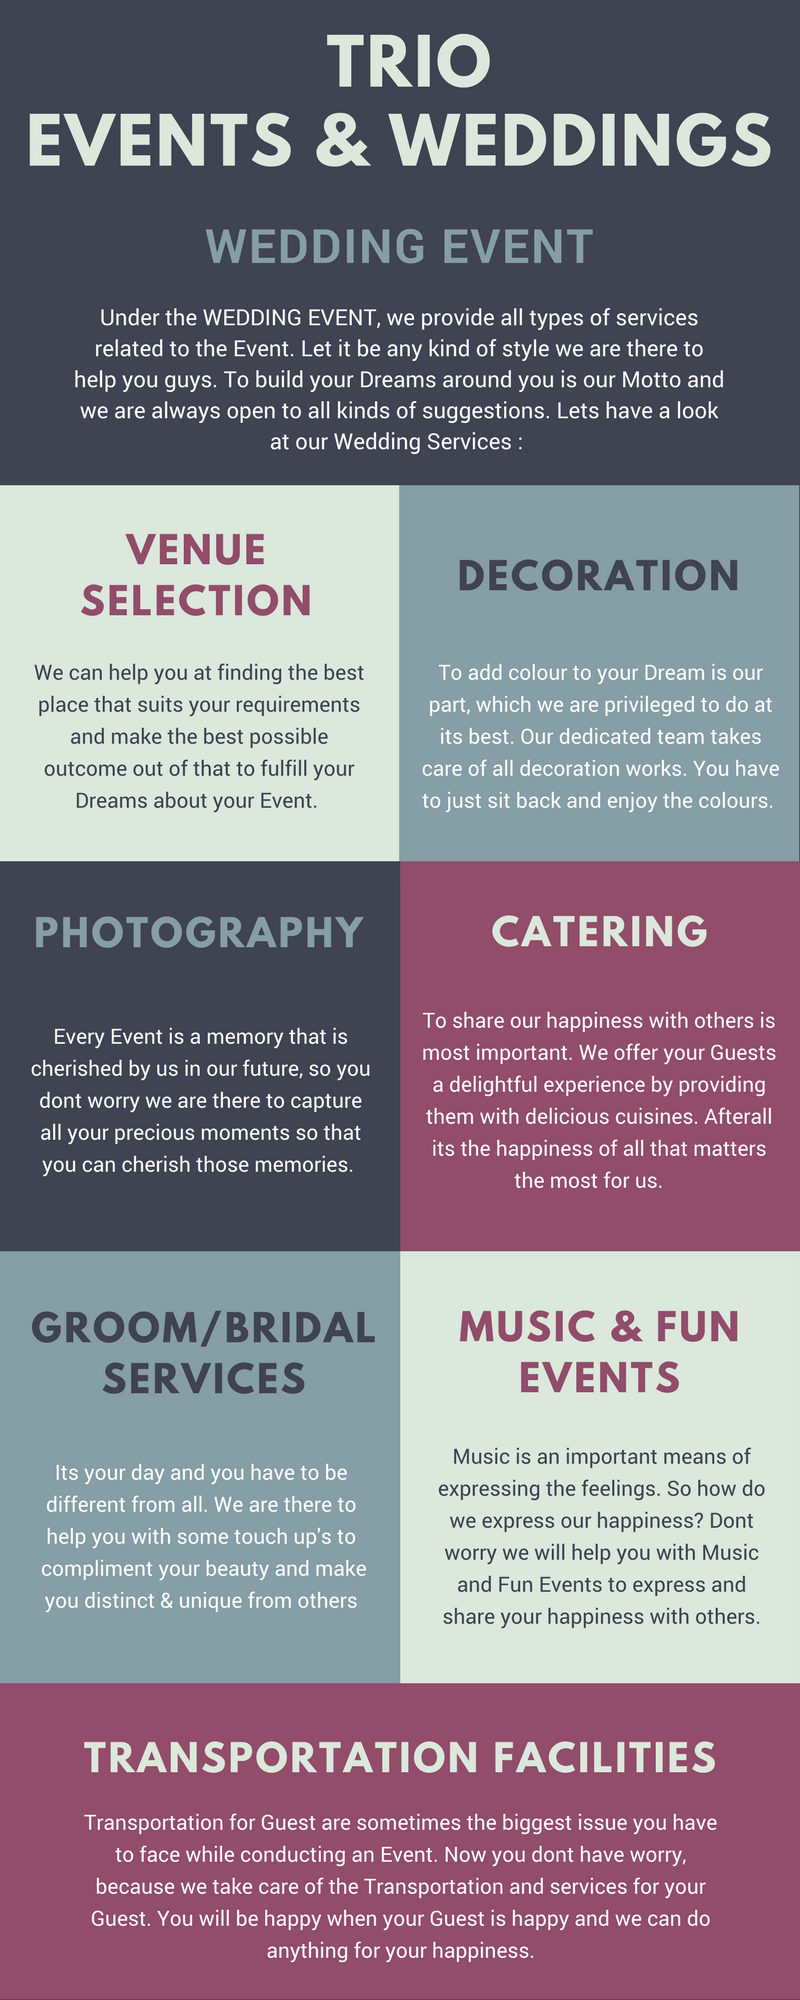 TRIO
EVENTS & WEDDINGS
WEDDING EVENT
Under the WEDDING EVENT, we provide all types of services
related to the Event. Let it be any kind of style we are there to
help you guys. To build your Dreams around you is our Motto and
we are always open to all kinds of suggestions. Lets have a look
at our Wedding Services :
VENUE
SELECTION
We can help you at finding the best
place that suits your requirements
and make the best possible
outcome out of that to fulfill your
Dreams about your Event.
DECORATION
To add colour to your Dream is our
part, which we are privileged to do at
its best. Our dedicated team takes
care of all decoration works. You have
to just sit back and enjoy the colours.
PHOTOGRAPHY
Every Event is a memory that is
cherished by us in our future, so you
dont worry we are there to capture
all your precious moments so that
you can cherish those memories.
CATERING
To share our happiness with others is
most important. We offer your Guests
a delightful experience by providing
them with delicious cuisines. Afterall
its the happiness of all that matters
the most for us.
GROOM/BRIDAL
SERVICES
Its your day and you have to be
different from all. We are there to
help you with some touch up's to
compliment your beauty and make
you distinct & unique from others
MUSIC & FUN
EVENTS
Music is an important means of
expressing the feelings. So how do
we express our happiness? Dont
worry we will help you with Music
and Fun Events to express and
share your happiness with others.
TRANSPORTATION FACILITIES
Transportation for Guest are sometimes the biggest issue you have
to face while conducting an Event. Now you dont have worry,
because we take care of the Transportation and services for your
Guest. You will be happy when your Guest is happy and we can do
anything for your happiness.